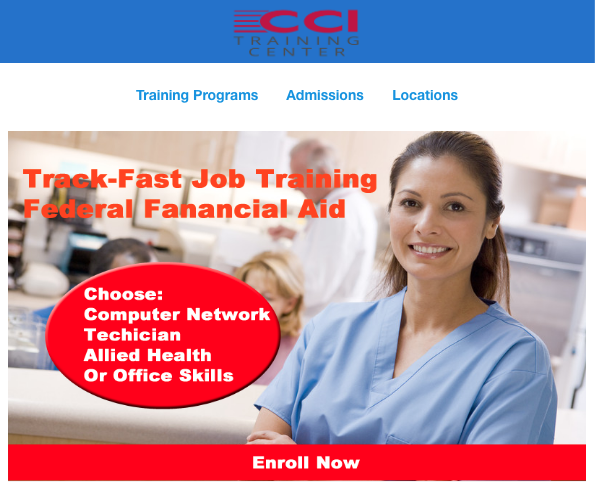 CCI
TRAINING
CENTER
Training Programs Admissions Locations
Track-Fast Job Training
Federal Fanancial Aid
Choose:
Computer Network
Techician
Allied Health
Or Office Skills
Enroll Now